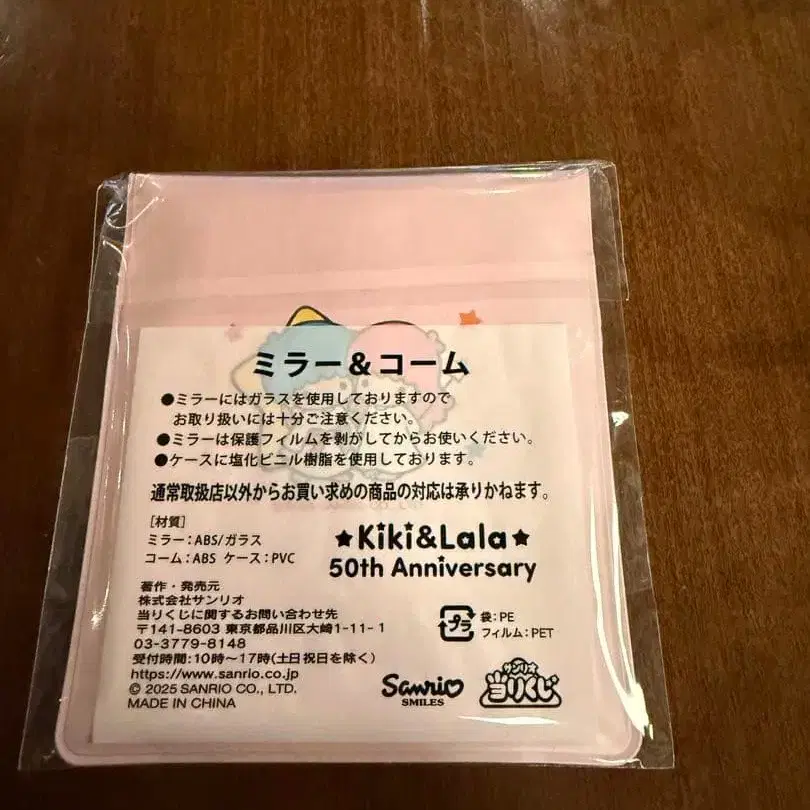 ミラー＆コーム
●ミラーにはガラスを使用しておりますので
お取り扱いには十分ご注意ください。
●ミラーは保護フィルムを剥がしてからお使いください。
●ケースに塩化ビニル樹脂を使用しております。
通常取扱店以外からお買い求めの商品の対応は承りかねます。
[材質]
ミラー：ABS/ガラス
コーム：ABS ケース：PVC
★Kiki&Lala★
50th Anniversary
著作・発売元
株式会社サンリオ
当りくじに関するお問い合わせ先
〒141-8603 東京都品川区大崎1-11-1
03-3779-8148
受付時間：10時〜17時(土日祝日を除く)
https://www.sanrio.co.jp
© 2025 SANRIO CO., LTD.
MADE IN CHINA
プラ
袋：PE
フィルム：PET
Sanrio
SMILES
サンリオ
当りくじ